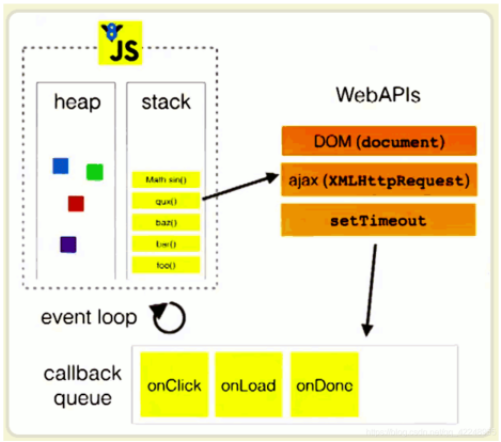 JS
heap
stack
WebAPIs
DOM (document)
Math.sin()
ajax (XMLHttpRequest)
qux()
baz()
setTimeout
bar()
foo()
event loop
callback
queue
onClick
onLoad
onDone